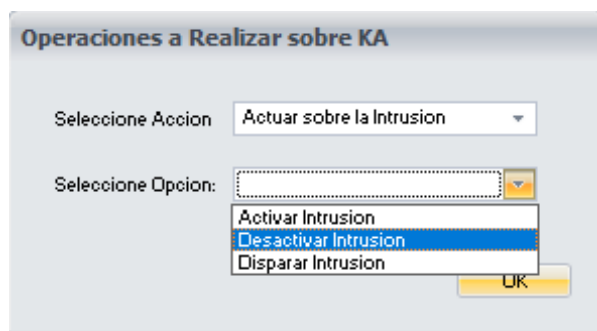 Operaciones a Realizar sobre KA
Seleccione Accion Actuar sobre la Intrusion
Seleccione Opcion:
Activar Intrusion
Desactivar Intrusion
Disparar Intrusion
OK